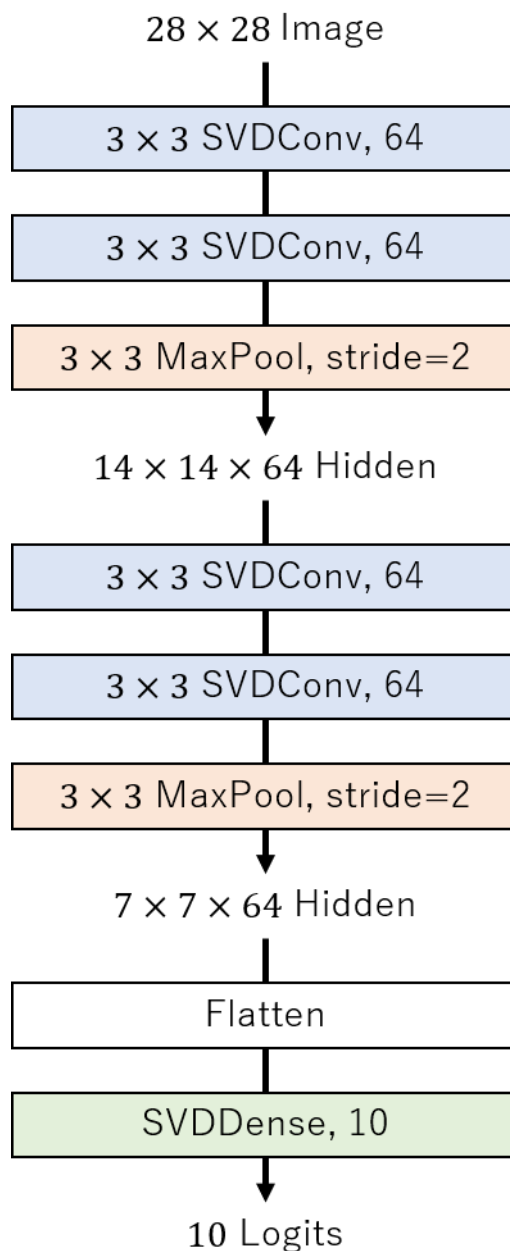 28 × 28 Image
3 × 3 SVDConv, 64
3 × 3 SVDConv, 64
3 × 3 MaxPool, stride=2
14 × 14 × 64 Hidden
3 × 3 SVDConv, 64
3 × 3 SVDConv, 64
3 × 3 MaxPool, stride=2
7 × 7 × 64 Hidden
Flatten
SVDDense, 10
10 Logits